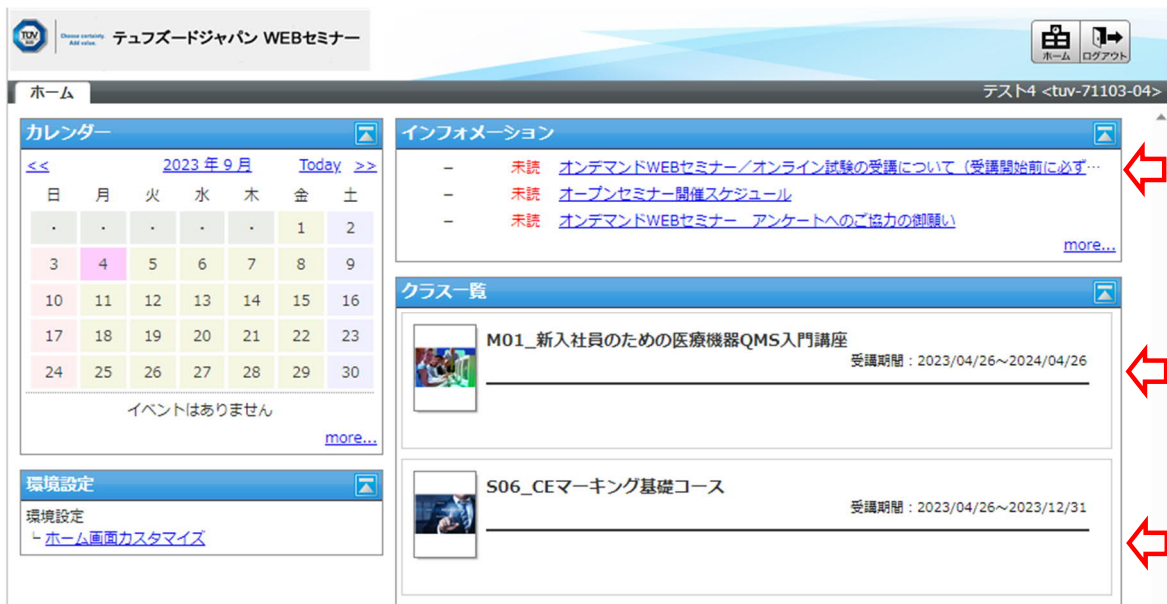 TÜV
SÜD
Choose certainty.
Add value.
テュフズードジャパン WEBセミナー
ホーム
ログアウト
ホーム
テスト4 <tuv-71103-04>
カレンダー
<< 2023 年 9 月 Today >>
日 月 火 水 木 金 土
・ ・ ・ ・ ・ 1 2
3 4 5 6 7 8 9
10 11 12 13 14 15 16
17 18 19 20 21 22 23
24 25 26 27 28 29 30
イベントはありません
more...
環境設定
環境設定
└ ホーム画面カスタマイズ
インフォメーション
– 未読 オンデマンドWEBセミナー／オンライン試験の受講について（受講開始前に必ず…
– 未読 オープンセミナー開催スケジュール
– 未読 オンデマンドWEBセミナー　アンケートへのご協力の御願い
more...
クラス一覧
M01_新入社員のための医療機器QMS入門講座
受講期間：2023/04/26～2024/04/26
S06_CEマーキング基礎コース
受講期間：2023/04/26～2023/12/31